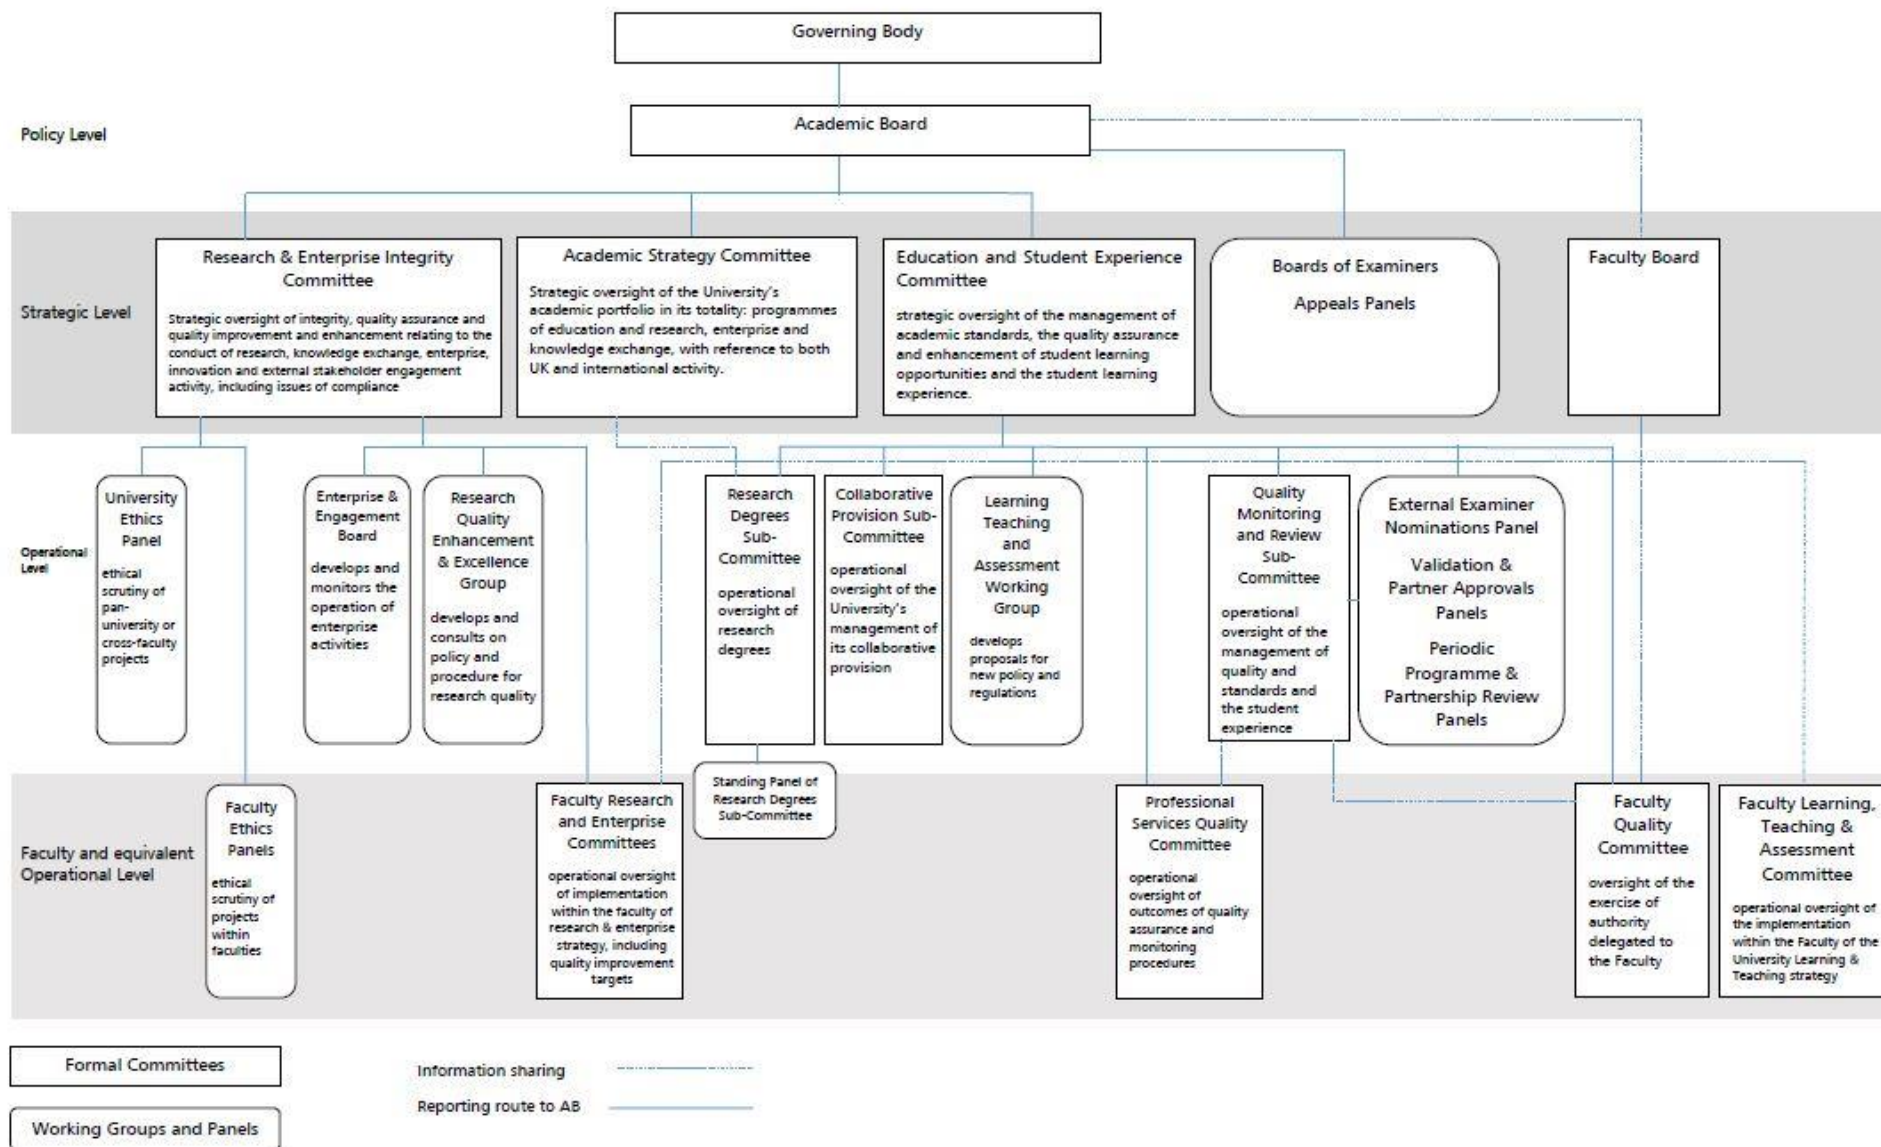 Governing Body
Policy Level
Academic Board
Strategic Level
Research & Enterprise Integrity
Committee
Strategic oversight of integrity, quality assurance and
quality improvement and enhancement relating to the
conduct of research, knowledge exchange, enterprise,
innovation and external stakeholder engagement
activity, including issues of compliance
Academic Strategy Committee
Strategic oversight of the University's
academic portfolio in its totality: programmes
of education and research, enterprise and
knowledge exchange, with reference to both
UK and international activity.
Education and Student Experience
Committee
strategic oversight of the management of
academic standards, the quality assurance
and enhancement of student learning
opportunities and the student learning
experience.
Boards of Examiners
Appeals Panels
Faculty Board
Operational
Level
University
Ethics
Panel
ethical
scrutiny of
pan-
university or
cross-faculty
projects
Enterprise &
Engagement
Board
develops and
monitors the
operation of
enterprise
activities
Research
Quality
Enhancement
& Excellence
Group
develops and
consults on
policy and
procedure for
research quality
Research
Degrees
Sub-
Committee
operational
oversight of
research
degrees
Collaborative
Provision Sub-
Committee
operational
oversight of the
University's
management of
its collaborative
provision
Learning
Teaching
and
Assessment
Working
Group
develops
proposals for
new policy and
regulations
Quality
Monitoring
and Review
Sub-
Committee
operational
oversight of the
management of
quality and
standards and
the student
experience
External Examiner
Nominations Panel
Validation &
Partner Approvals
Panels
Periodic
Programme &
Partnership Review
Panels
Faculty and equivalent
Operational Level
Faculty
Ethics
Panels
ethical
scrutiny of
projects
within
faculties
Faculty Research
and Enterprise
Committees
operational oversight
of implementation
within the faculty of
research & enterprise
strategy, including
quality improvement
targets
Standing Panel of
Research Degrees
Sub-Committee
Professional
Services Quality
Committee
operational
oversight of
outcomes of quality
assurance and
monitoring
procedures
Faculty
Quality
Committee
oversight of the
exercise of
authority
delegated to
the Faculty
Faculty Learning,
Teaching &
Assessment
Committee
operational oversight of
the implementation
within the Faculty of the
University Learning &
Teaching strategy
Formal Committees
Working Groups and Panels
Information sharing
Reporting route to AB